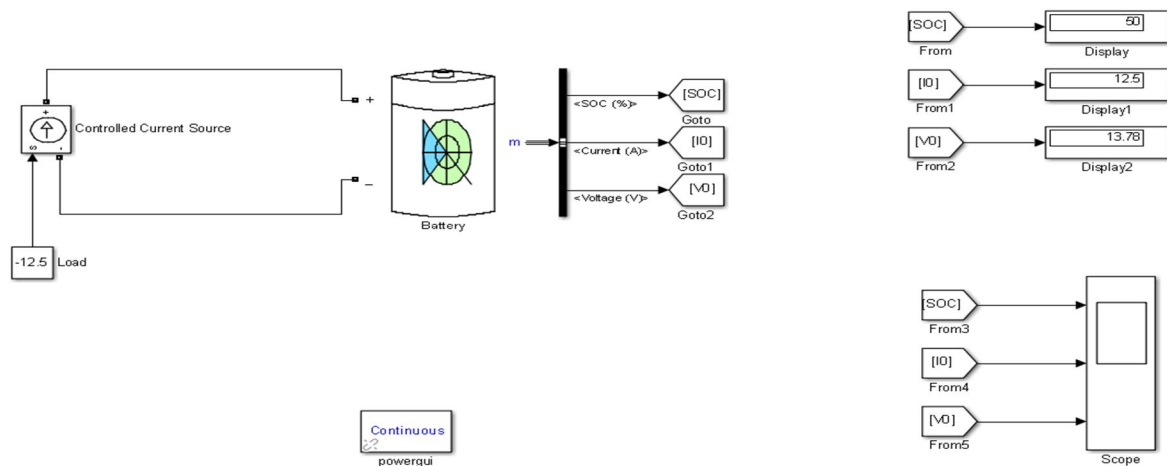 Controlled Current Source
+
s
-
-12.5
Load
+
–
Battery
m
<SOC (%)>
<Current (A)>
<Voltage (V)>
[SOC]
Goto
[I0]
Goto1
[V0]
Goto2
[SOC]
From
50
Display
[I0]
From1
12.5
Display1
[V0]
From2
13.78
Display2
[SOC]
From3
[I0]
From4
[V0]
From5
Scope
Continuous
powergui